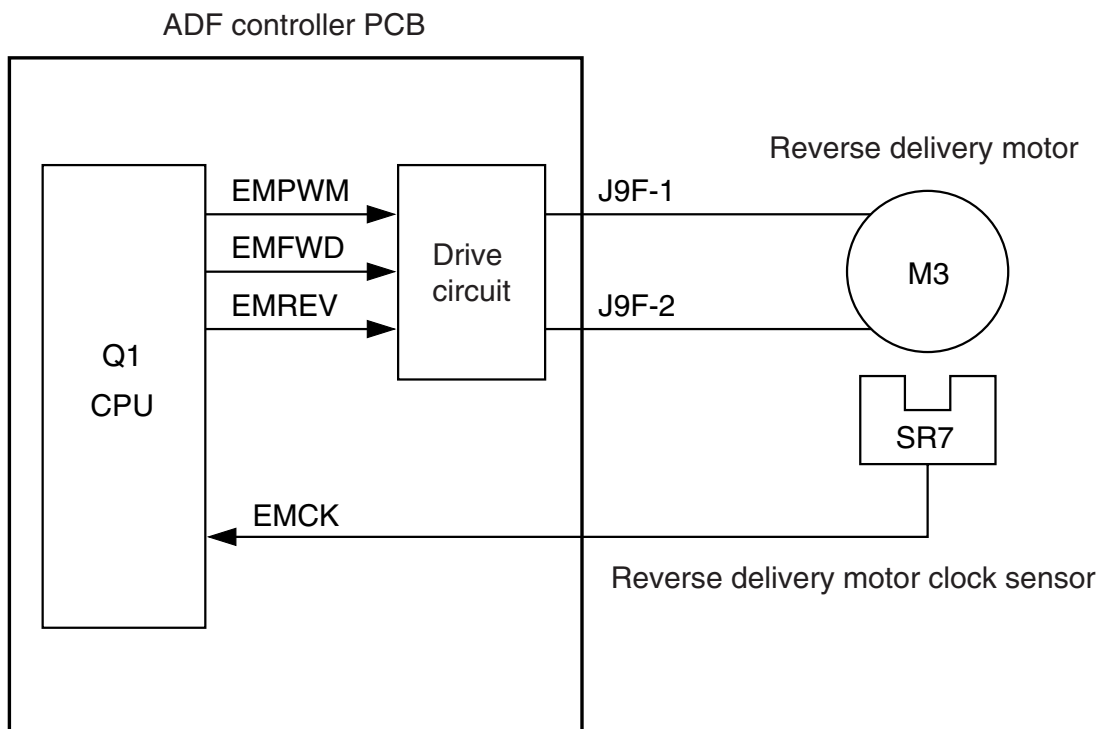 ADF controller PCB
Reverse delivery motor
EMPWM
EMFWD
EMREV
Drive
circuit
J9F-1
J9F-2
M3
Q1
CPU
SR7
EMCK
Reverse delivery motor clock sensor